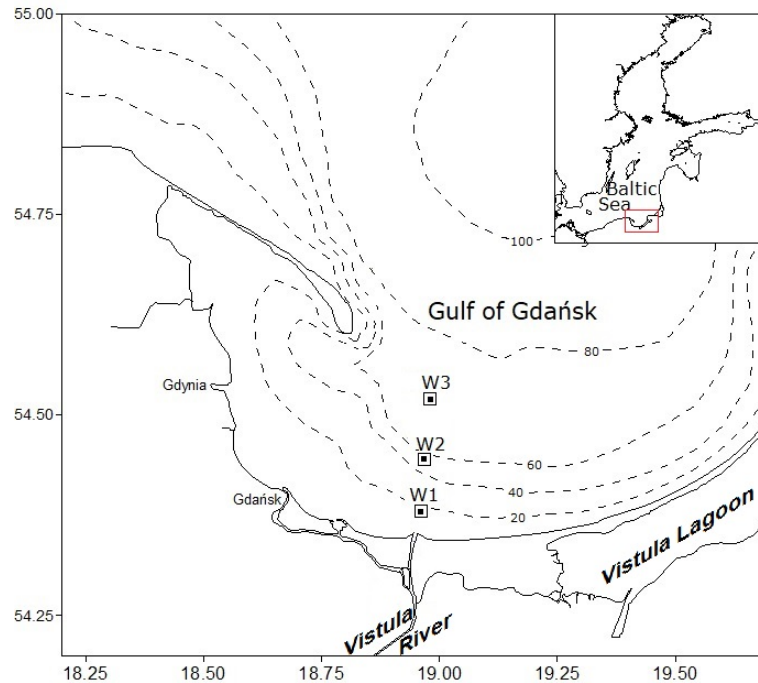 55.00
54.75
54.50
54.25
18.25
18.50
18.75
19.00
19.25
19.50
Baltic
Sea
100
Gulf of Gdańsk
80
W3
Gdynia
W2
60
40
W1
20
Gdańsk
Vistula Lagoon
Vistula
River